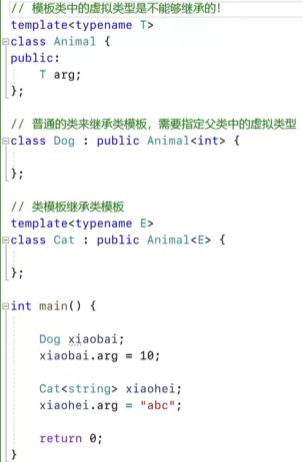 // 模板类中的虚拟类型是不能够继承的!
template<typename T>
class Animal {
public:
    T arg;
};
// 普通的类来继承类模板，需要指定父类中的虚拟类型
class Dog : public Animal<int> {
};
// 类模板继承类模板
template<typename E>
class Cat : public Animal<E> {
};
int main() {
    Dog xiaobai;
    xiaobai.arg = 10;
    Cat<string> xiaohei;
    xiaohei.arg = "abc";
    return 0;
}